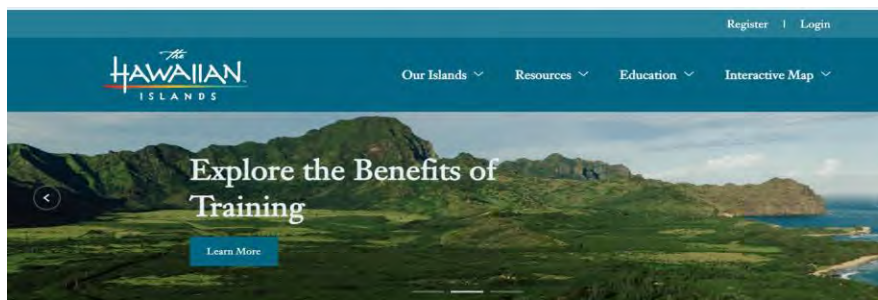 Register | Login
The
HAWAIIAN
ISLANDS
Our Islands Resources Education Interactive Map
Explore the Benefits of
Training
Learn More